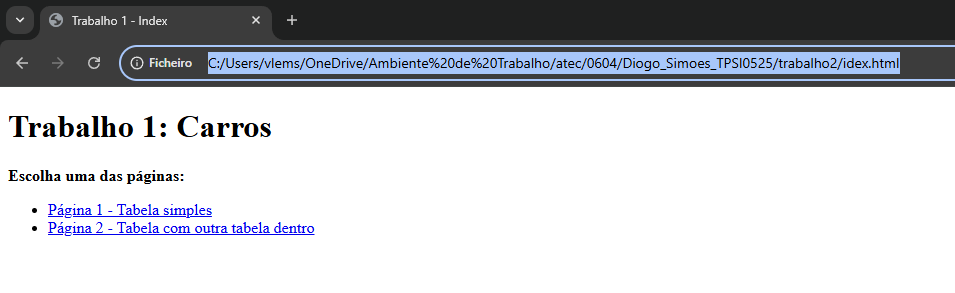 Trabalho 1 - Index
Ficheiro C:/Users/vlems/OneDrive/Ambiente%20de%20Trabalho/atec/0604/Diogo_Simoes_TPSI0525/trabalho2/idex.html
Trabalho 1: Carros
Escolha uma das páginas:
Página 1 - Tabela simples
Página 2 - Tabela com outra tabela dentro